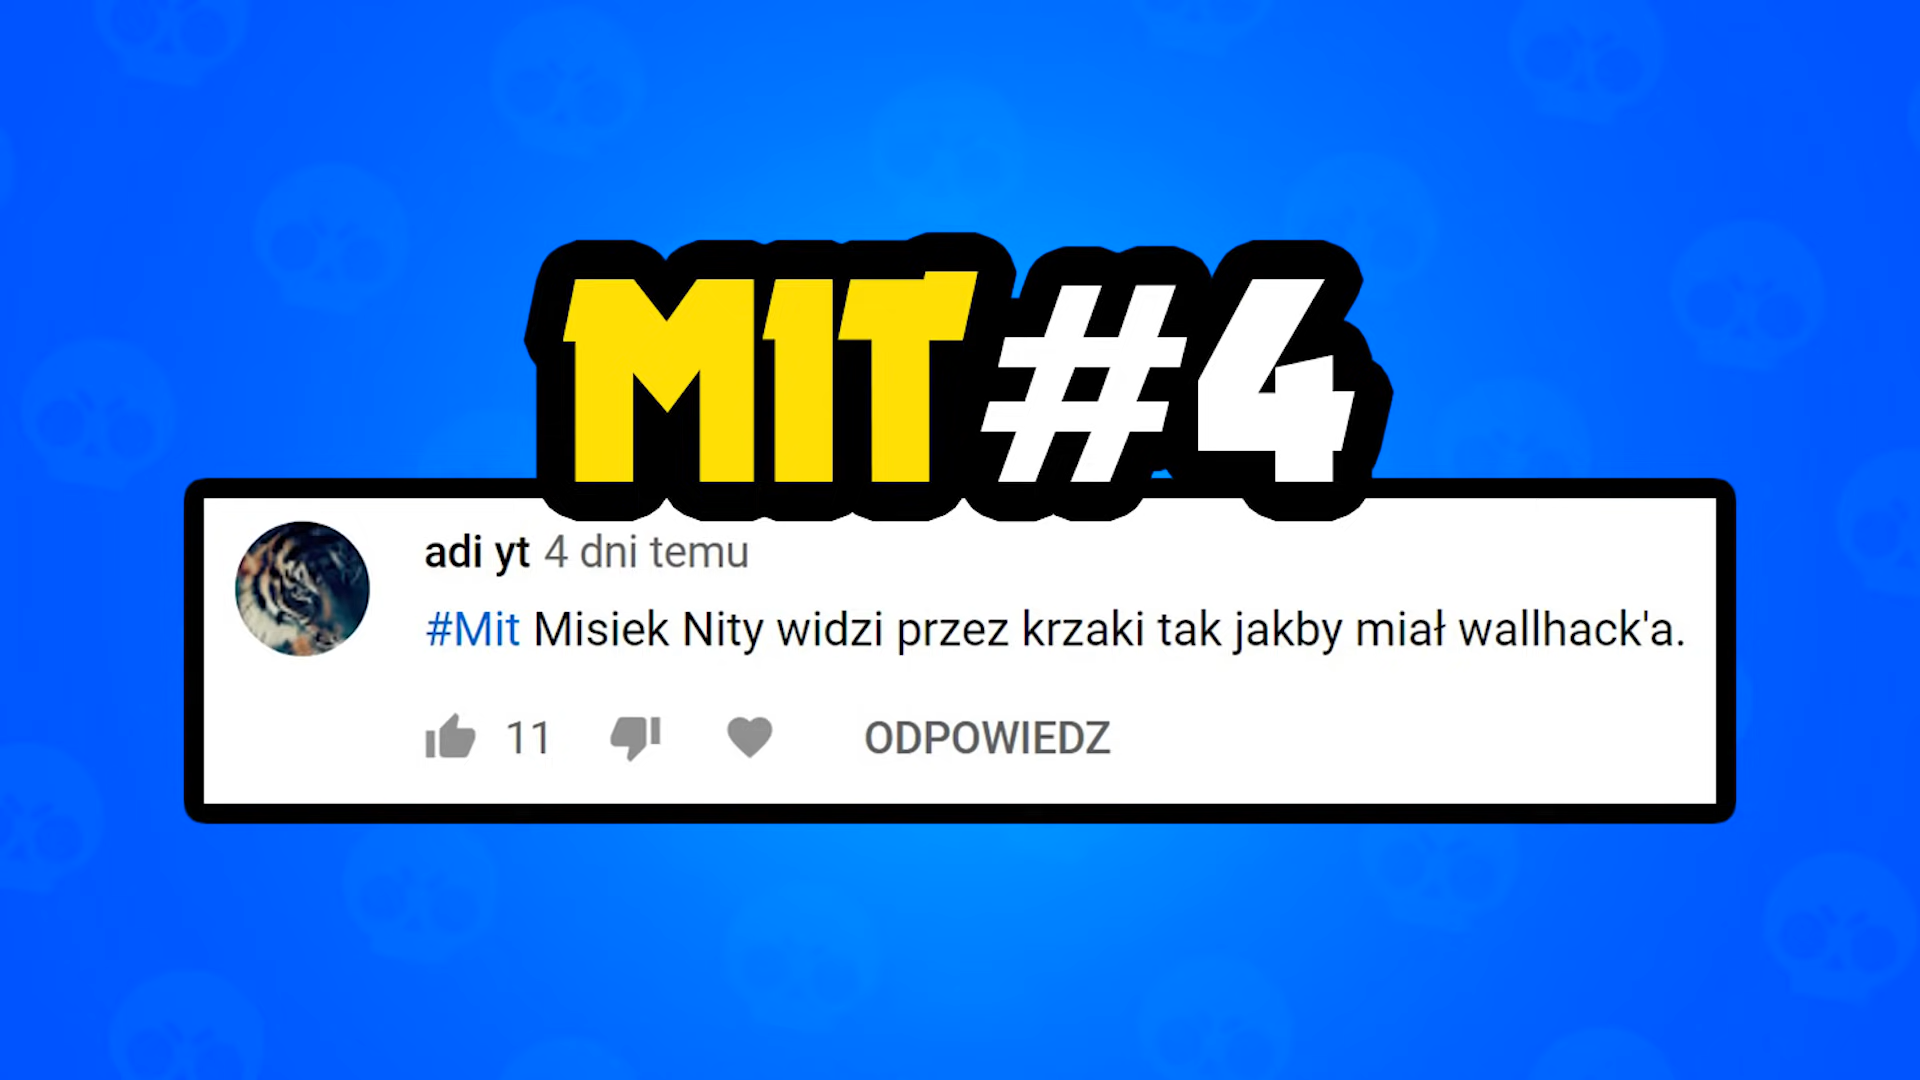 MIT #4
adi yt 4 dni temu
#Mit Misiek Nity widzi przez krzaki tak jakby miał wallhack'a.
11 ODPOWIEDZ